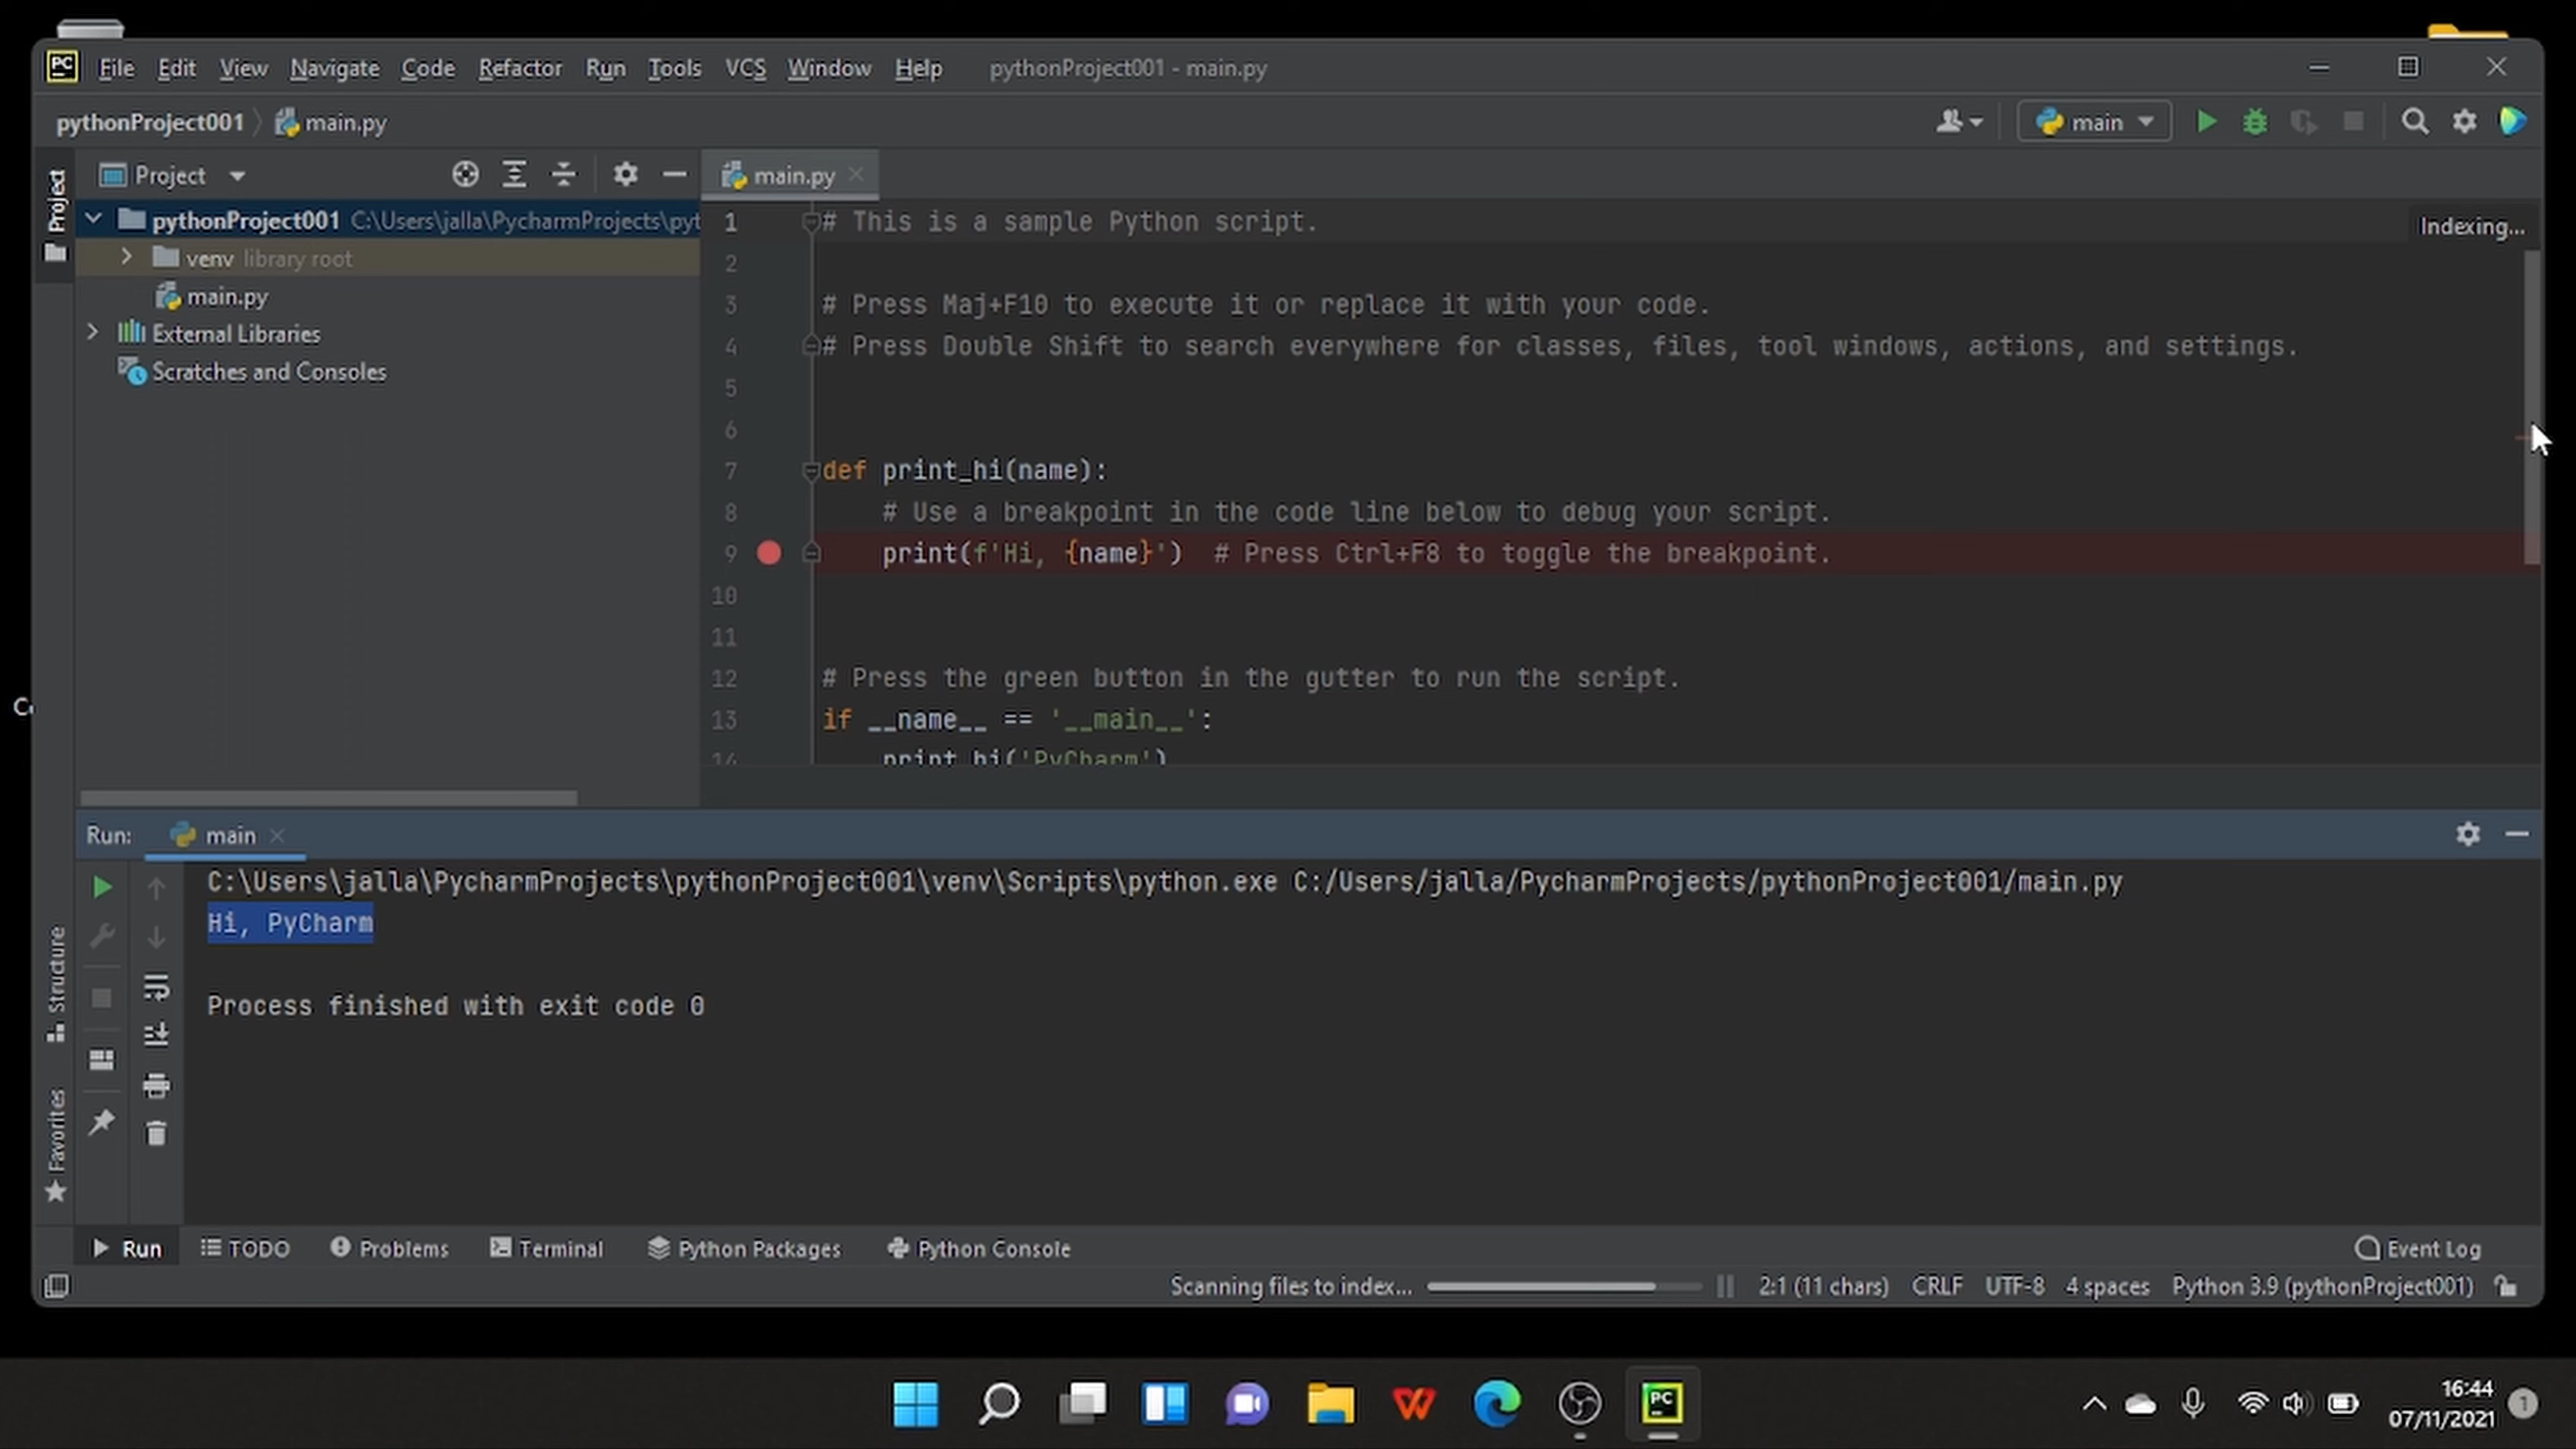 PC File Edit View Navigate Code Refactor Run Tools VCS Window Help pythonProject001 - main.py
pythonProject001 main.py main
Project
Project
main.py
pythonProject001 C:\Users\jalla\PycharmProjects\pyt
venv library root
main.py
External Libraries
Scratches and Consoles
1 # This is a sample Python script.
Indexing...
2
3 # Press Maj+F10 to execute it or replace it with your code.
4 # Press Double Shift to search everywhere for classes, files, tool windows, actions, and settings.
5
6
7 def print_hi(name):
8 # Use a breakpoint in the code line below to debug your script.
9 print(f'Hi, {name}') # Press Ctrl+F8 to toggle the breakpoint.
10
11
12 # Press the green button in the gutter to run the script.
13 if __name__ == '__main__':
14 print_hi('PyCharm')
Run: main
C:\Users\jalla\PycharmProjects\pythonProject001\venv\Scripts\python.exe C:/Users/jalla/PycharmProjects/pythonProject001/main.py
Hi, PyCharm
Process finished with exit code 0
Structure
Favorites
Run TODO Problems Terminal Python Packages Python Console Event Log
Scanning files to index... 2:1 (11 chars) CRLF UTF-8 4 spaces Python 3.9 (pythonProject001)
PC
16:44
07/11/2021
1